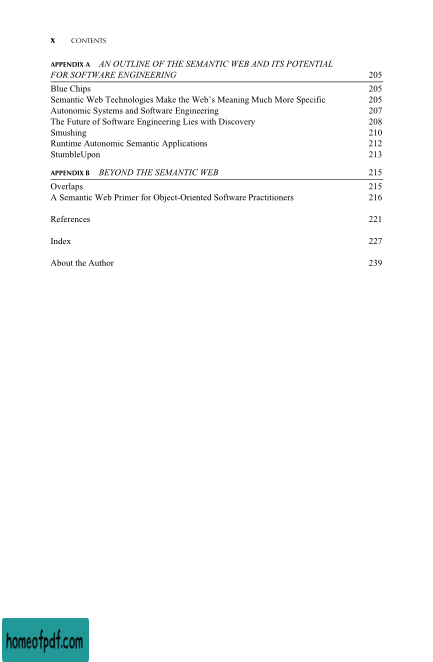 x CONTENTS
APPENDIX A AN OUTLINE OF THE SEMANTIC WEB AND ITS POTENTIAL
FOR SOFTWARE ENGINEERING 205
Blue Chips 205
Semantic Web Technologies Make the Web's Meaning Much More Specific 205
Autonomic Systems and Software Engineering 207
The Future of Software Engineering Lies with Discovery 208
Smushing 210
Runtime Autonomic Semantic Applications 212
StumbleUpon 213
APPENDIX B BEYOND THE SEMANTIC WEB 215
Overlaps 215
A Semantic Web Primer for Object-Oriented Software Practitioners 216
References 221
Index 227
About the Author 239
homeofpdf.com